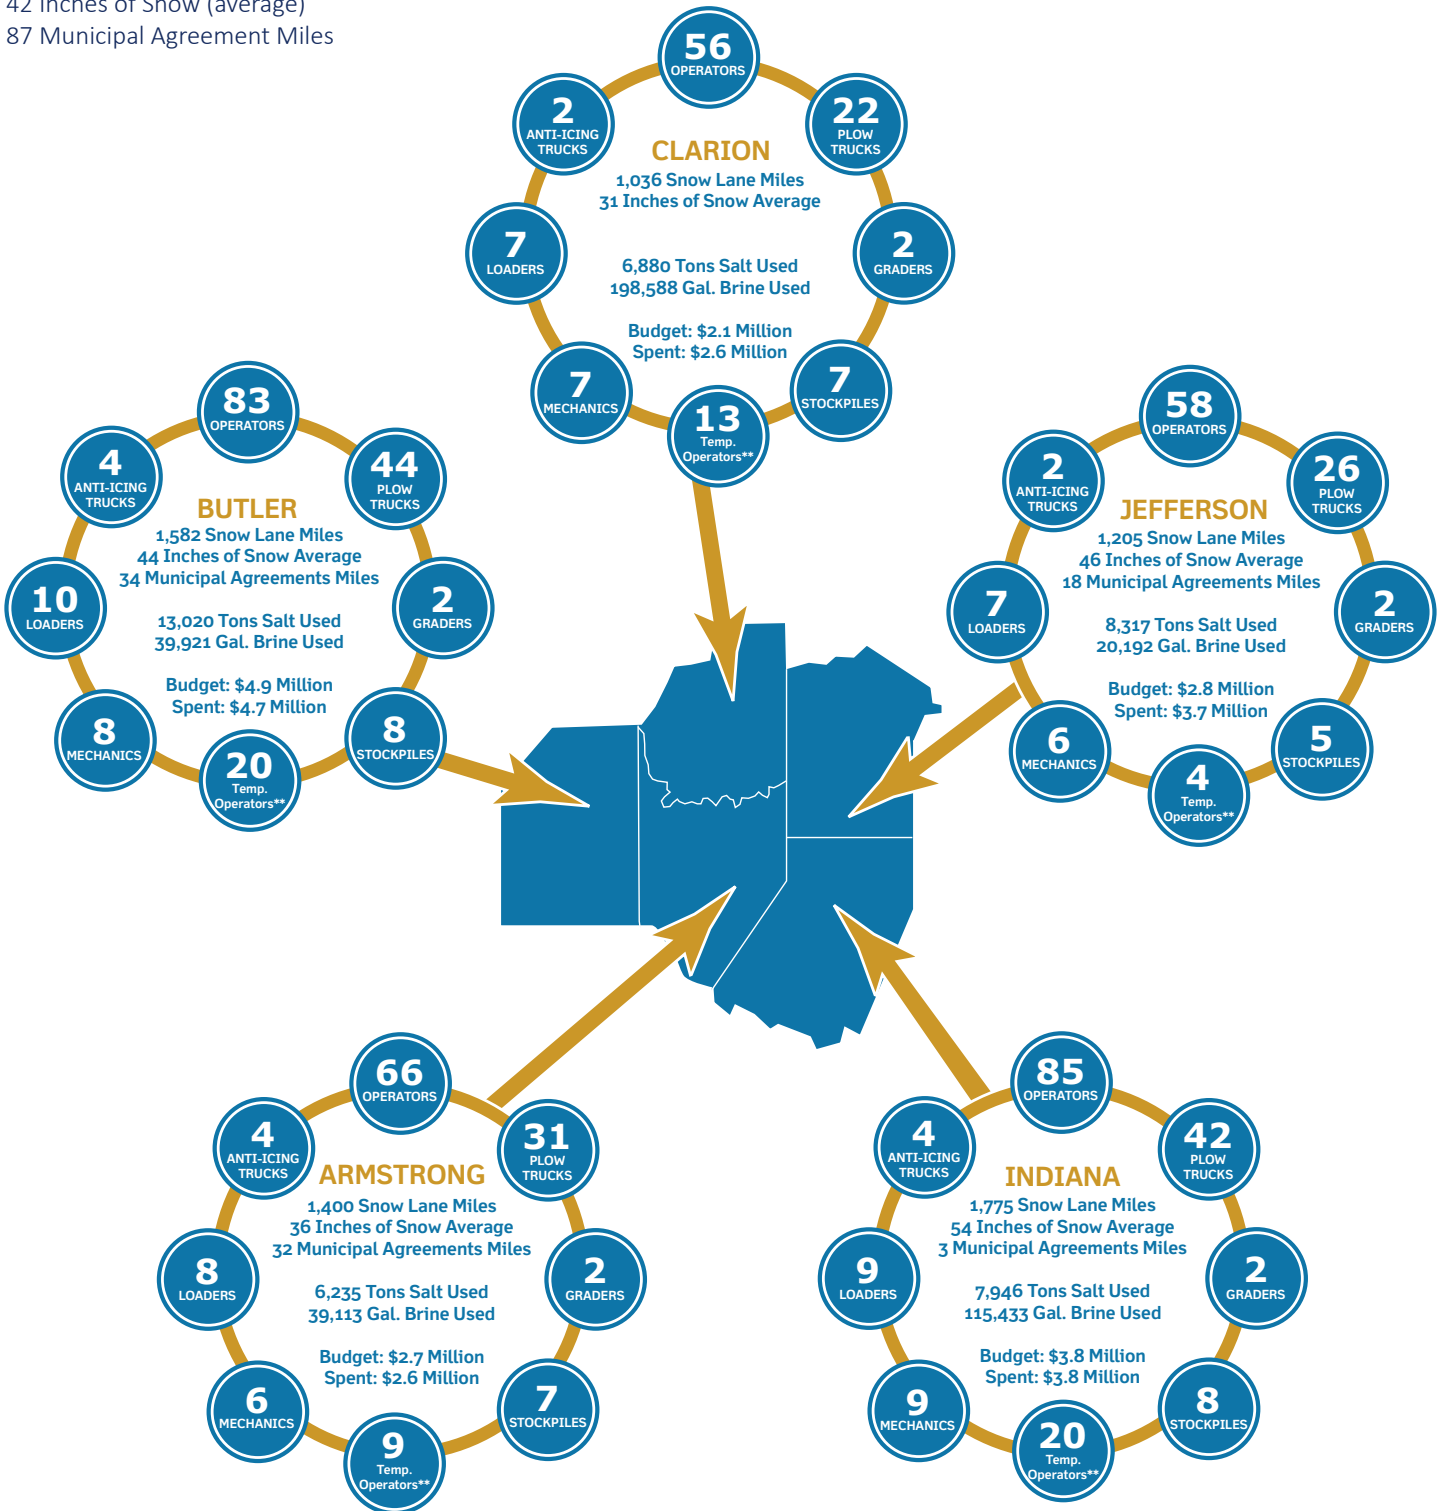 42 Inches of Snow (average)
87 Municipal Agreement Miles
56
OPERATORS
2
ANTI-ICING
TRUCKS
22
PLOW
TRUCKS
CLARION
1,036 Snow Lane Miles
31 Inches of Snow Average
7
LOADERS
2
GRADERS
6,880 Tons Salt Used
198,588 Gal. Brine Used
Budget: $2.1 Million
Spent: $2.6 Million
7
MECHANICS
7
STOCKPILES
13
Temp.
Operators**
83
OPERATORS
4
ANTI-ICING
TRUCKS
44
PLOW
TRUCKS
BUTLER
1,582 Snow Lane Miles
44 Inches of Snow Average
34 Municipal Agreements Miles
10
LOADERS
2
GRADERS
13,020 Tons Salt Used
39,921 Gal. Brine Used
Budget: $4.9 Million
Spent: $4.7 Million
8
MECHANICS
8
STOCKPILES
20
Temp.
Operators**
58
OPERATORS
2
ANTI-ICING
TRUCKS
26
PLOW
TRUCKS
JEFFERSON
1,205 Snow Lane Miles
46 Inches of Snow Average
18 Municipal Agreements Miles
7
LOADERS
2
GRADERS
8,317 Tons Salt Used
20,192 Gal. Brine Used
Budget: $2.8 Million
Spent: $3.7 Million
6
MECHANICS
5
STOCKPILES
4
Temp.
Operators**
66
OPERATORS
4
ANTI-ICING
TRUCKS
31
PLOW
TRUCKS
ARMSTRONG
1,400 Snow Lane Miles
36 Inches of Snow Average
32 Municipal Agreements Miles
8
LOADERS
2
GRADERS
6,235 Tons Salt Used
39,113 Gal. Brine Used
Budget: $2.7 Million
Spent: $2.6 Million
6
MECHANICS
7
STOCKPILES
9
Temp.
Operators**
85
OPERATORS
4
ANTI-ICING
TRUCKS
42
PLOW
TRUCKS
INDIANA
1,775 Snow Lane Miles
54 Inches of Snow Average
3 Municipal Agreements Miles
9
LOADERS
2
GRADERS
7,946 Tons Salt Used
115,433 Gal. Brine Used
Budget: $3.8 Million
Spent: $3.8 Million
9
MECHANICS
8
STOCKPILES
20
Temp.
Operators**